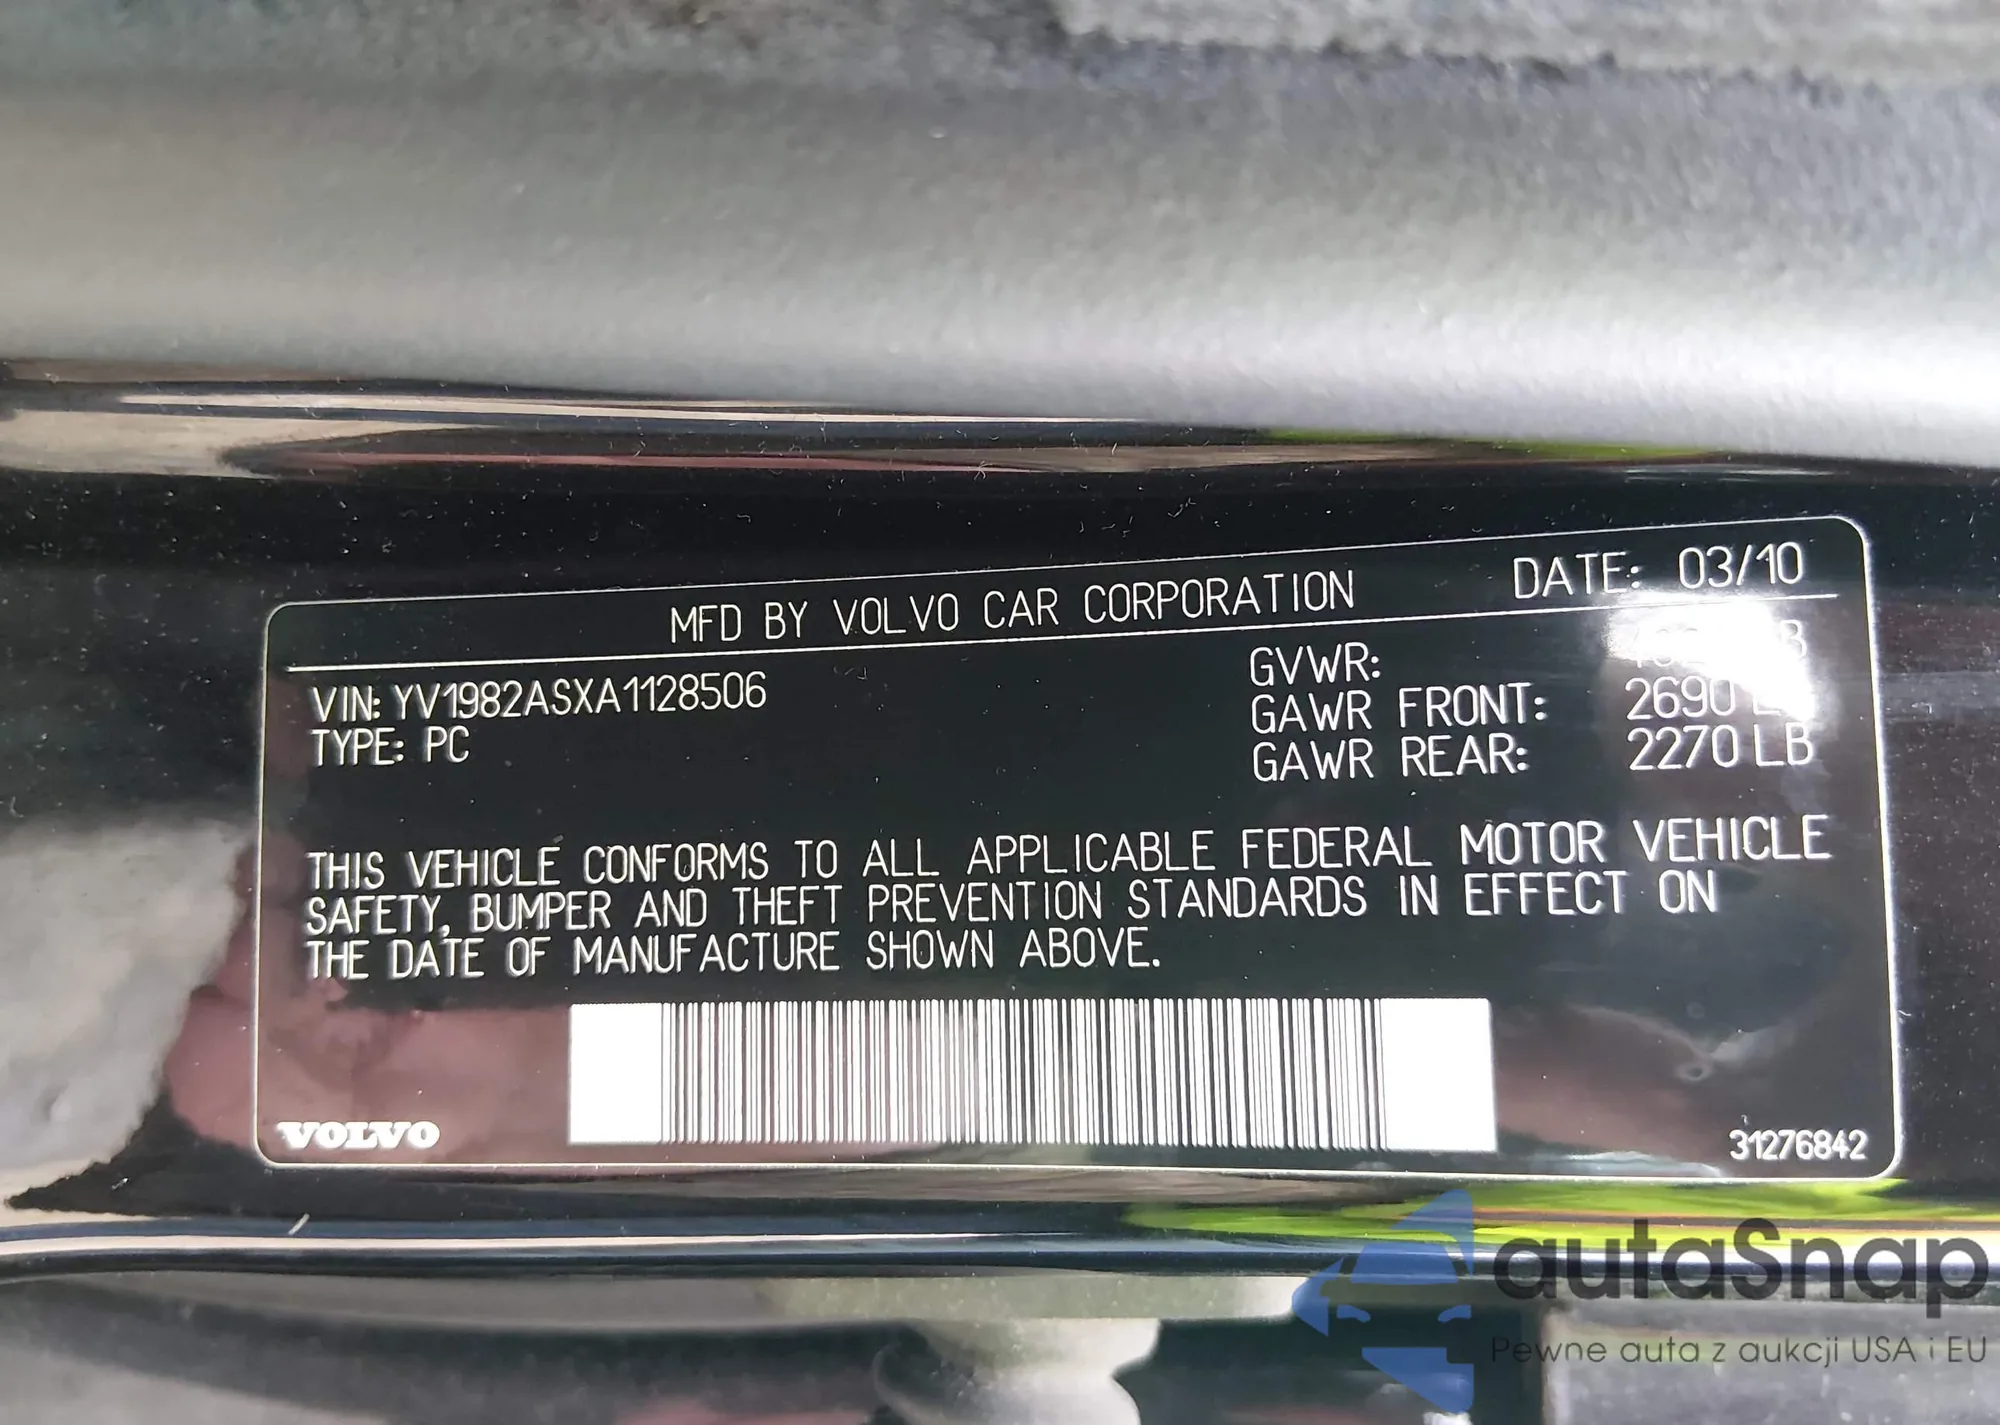 MFD BY VOLVO CAR CORPORATION DATE: 03/10
VIN: YV1982ASXA1128506
TYPE: PC
GVWR:
GAWR FRONT: 2690
GAWR REAR: 2270 LB
THIS VEHICLE CONFORMS TO ALL APPLICABLE FEDERAL MOTOR VEHICLE
SAFETY, BUMPER AND THEFT PREVENTION STANDARDS IN EFFECT ON
THE DATE OF MANUFACTURE SHOWN ABOVE.
VOLVO
31276842
autaSnap
Pewne auta z aukcji USA i EU